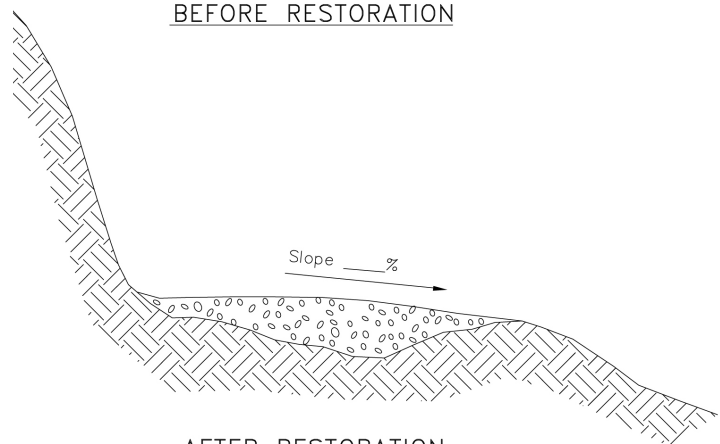 BEFORE RESTORATION
Slope ____%
AFTER RESTORATION